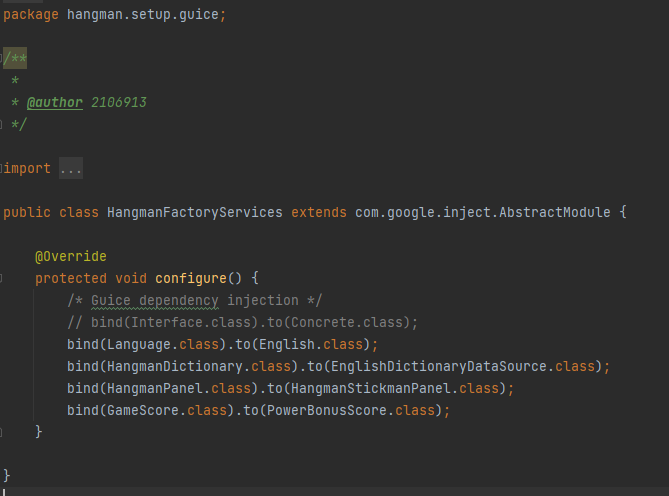 package hangman.setup.guice;
/**
*
* @author 2106913
*/
import ...
public class HangmanFactoryServices extends com.google.inject.AbstractModule {
@Override
protected void configure() {
/* Guice dependency injection */
// bind(Interface.class).to(Concrete.class);
bind(Language.class).to(English.class);
bind(HangmanDictionary.class).to(EnglishDictionaryDataSource.class);
bind(HangmanPanel.class).to(HangmanStickmanPanel.class);
bind(GameScore.class).to(PowerBonusScore.class);
}
}